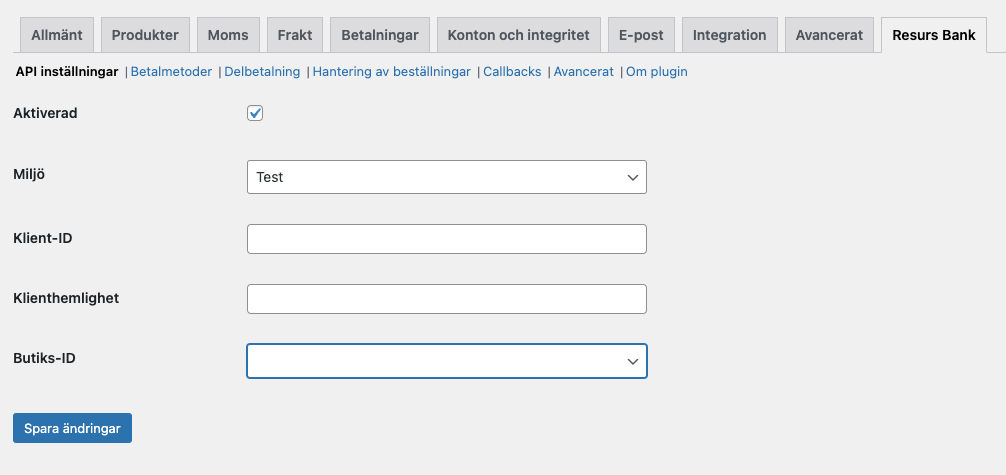 Allmänt Produkter Moms Frakt Betalningar Konton och integritet E-post Integration Avancerat Resurs Bank
API inställningar | Betalmetoder | Delbetalning | Hantering av beställningar | Callbacks | Avancerat | Om plugin
Aktiverad
Miljö Test
Klient-ID
Klienthemlighet
Butiks-ID
Spara ändringar